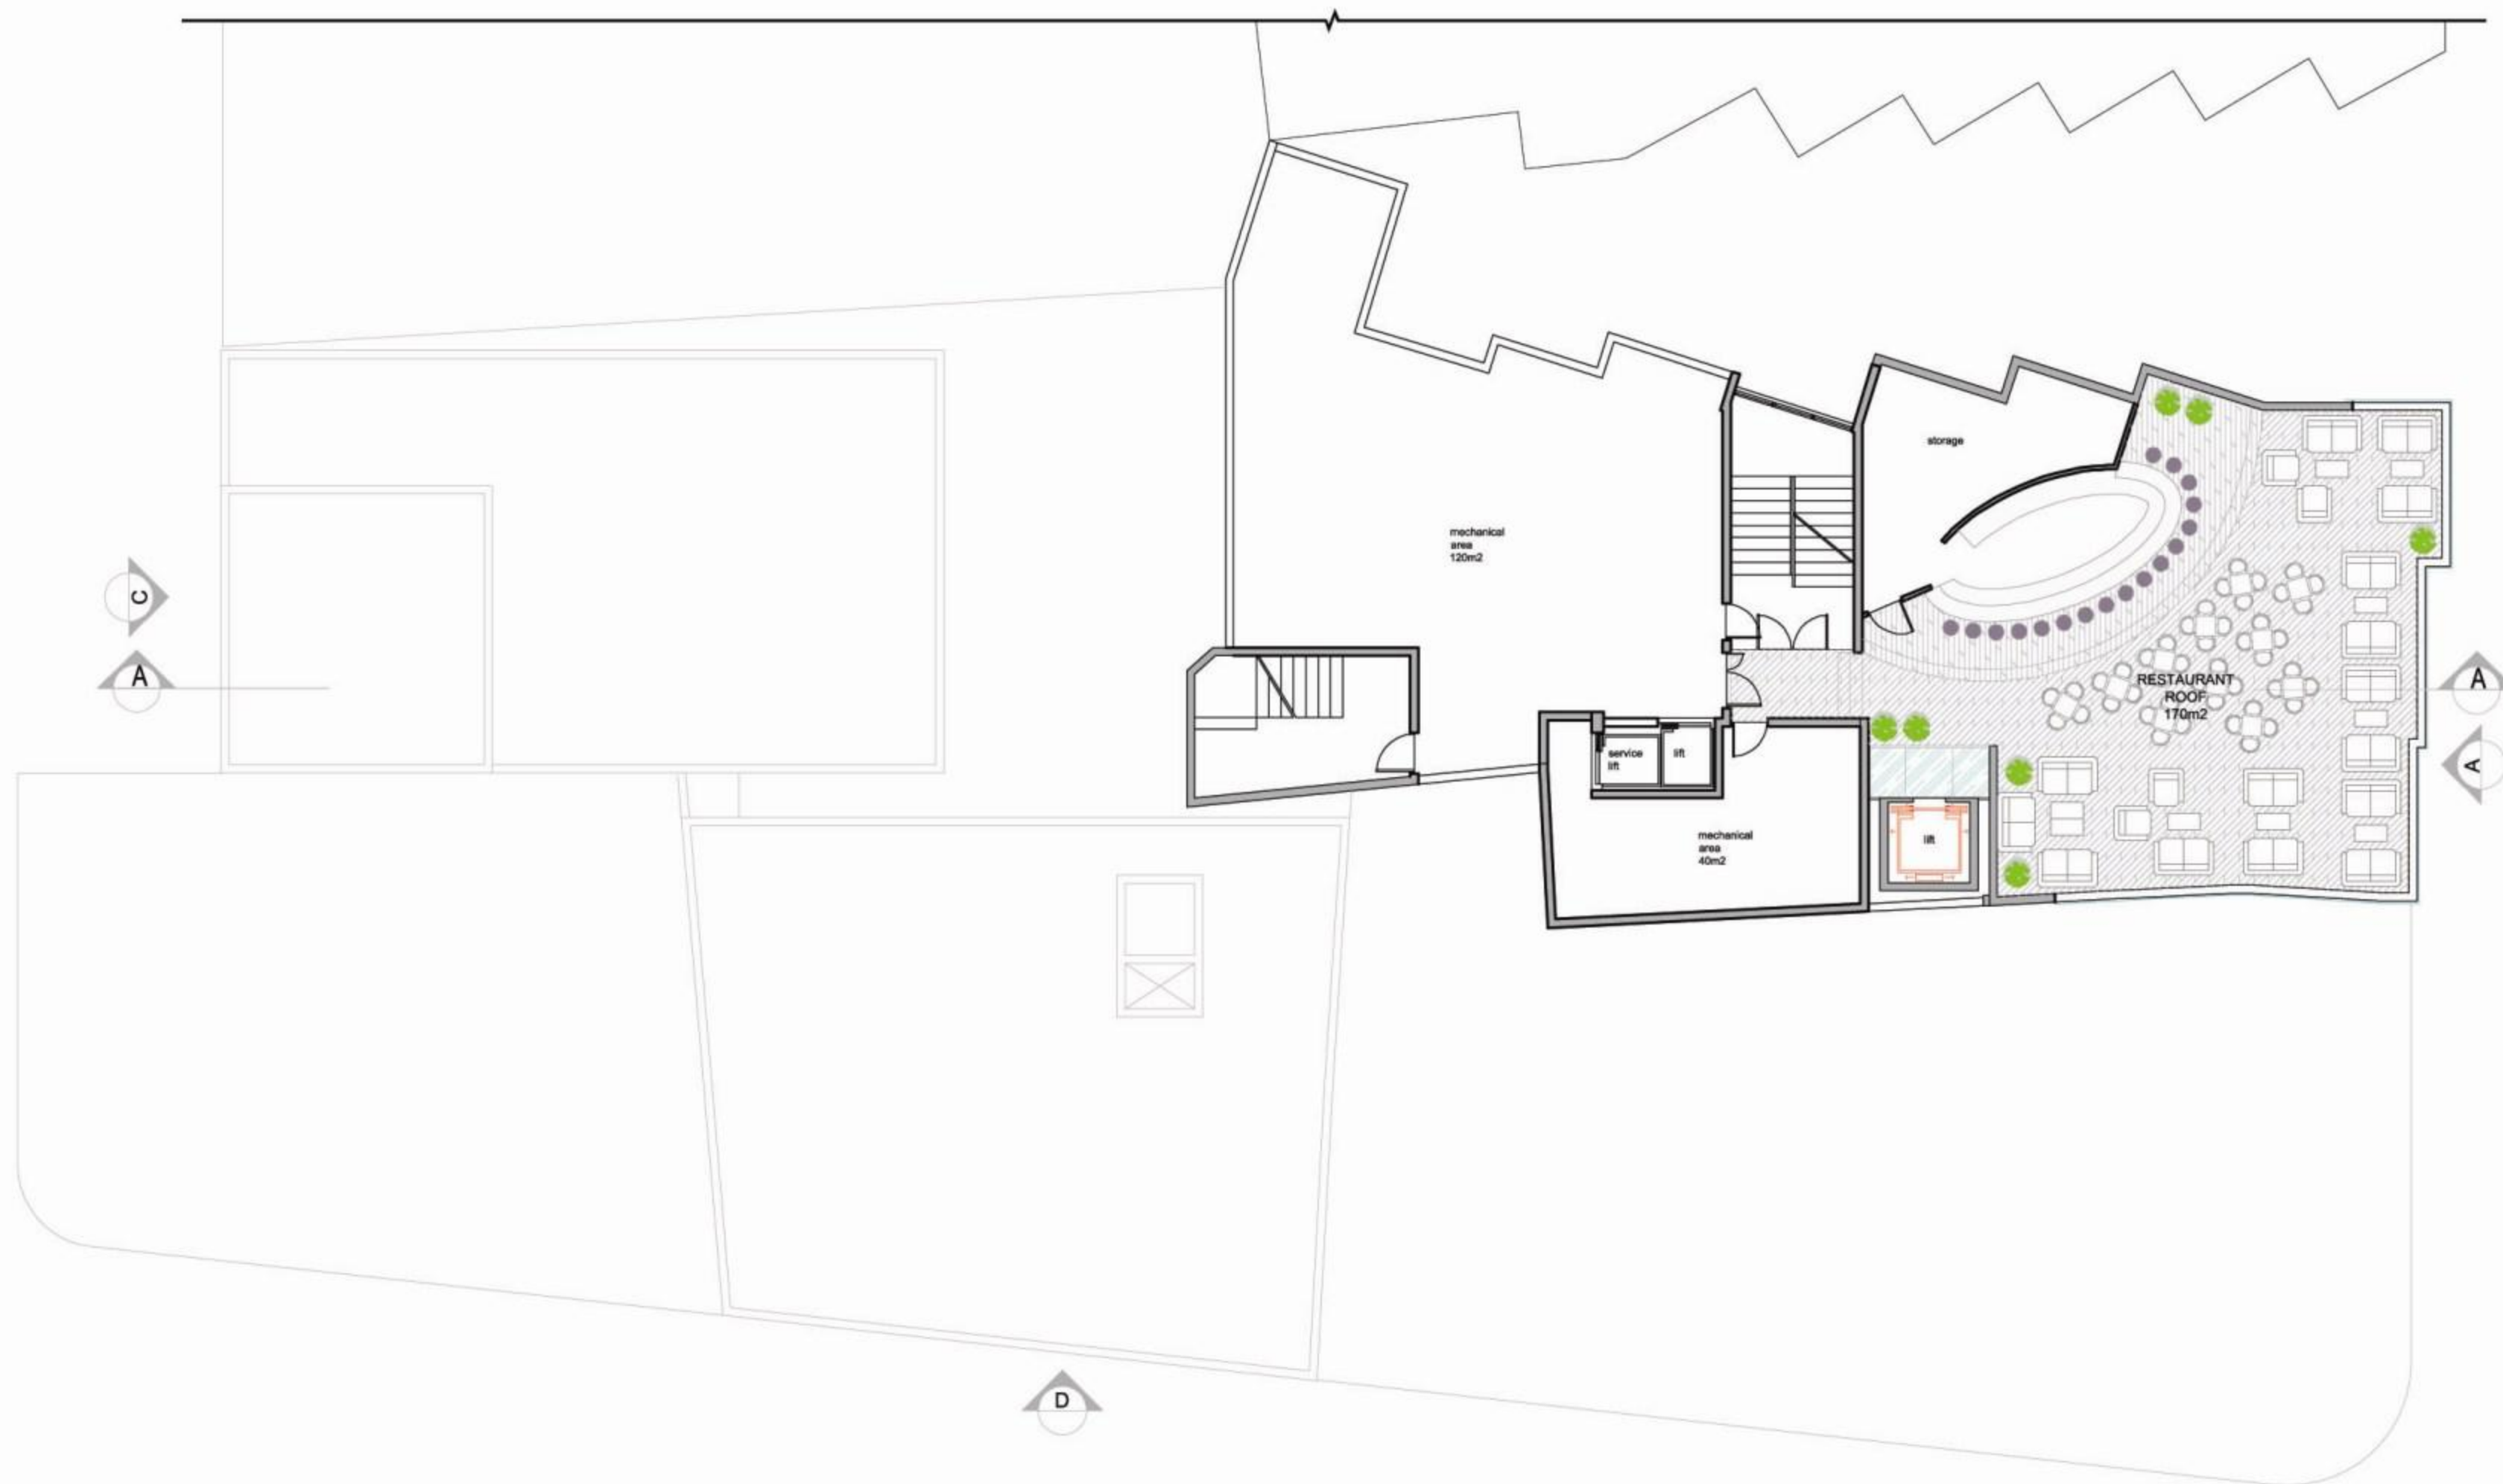 storage
mechanical
area
120m2
C
A
RESTAURANT
ROOF
170m2
A
A
service
lift
lift
mechanical
area
40m2
lift
D